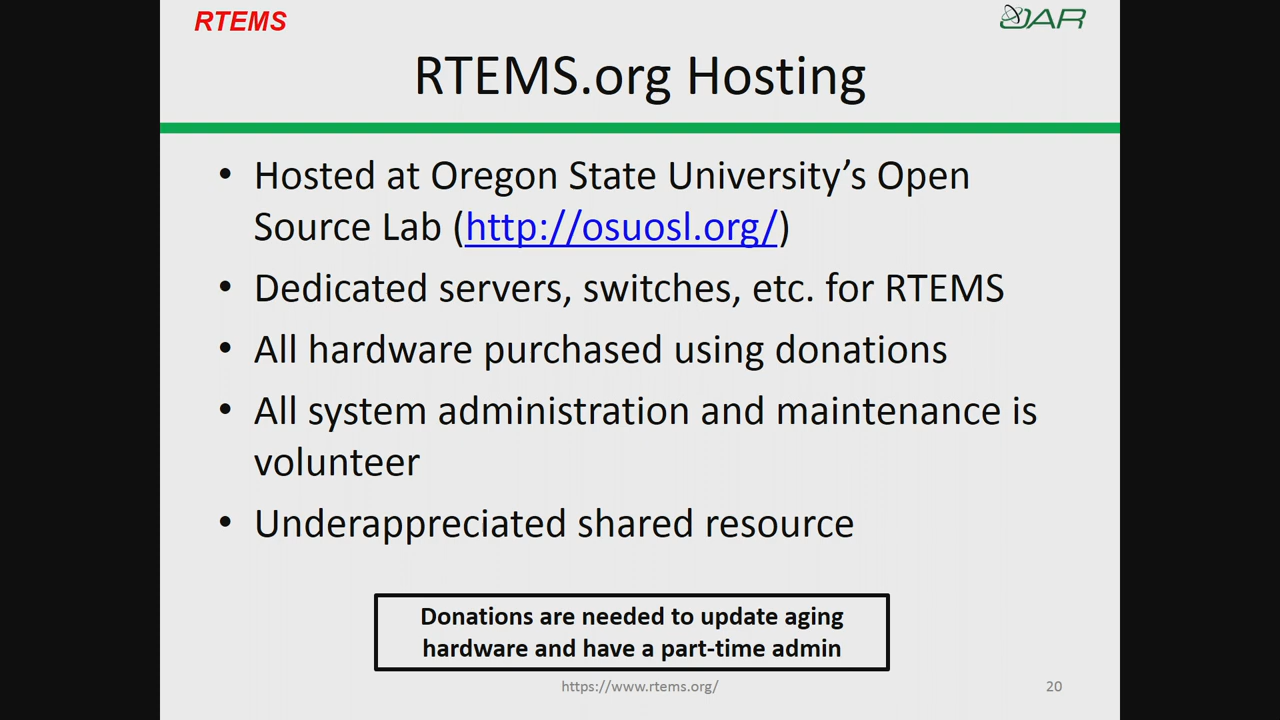 RTEMS
OAR
RTEMS.org Hosting
• Hosted at Oregon State University’s Open
Source Lab (http://osuosl.org/)
• Dedicated servers, switches, etc. for RTEMS
• All hardware purchased using donations
• All system administration and maintenance is
volunteer
• Underappreciated shared resource
Donations are needed to update aging
hardware and have a part-time admin
https://www.rtems.org/
20